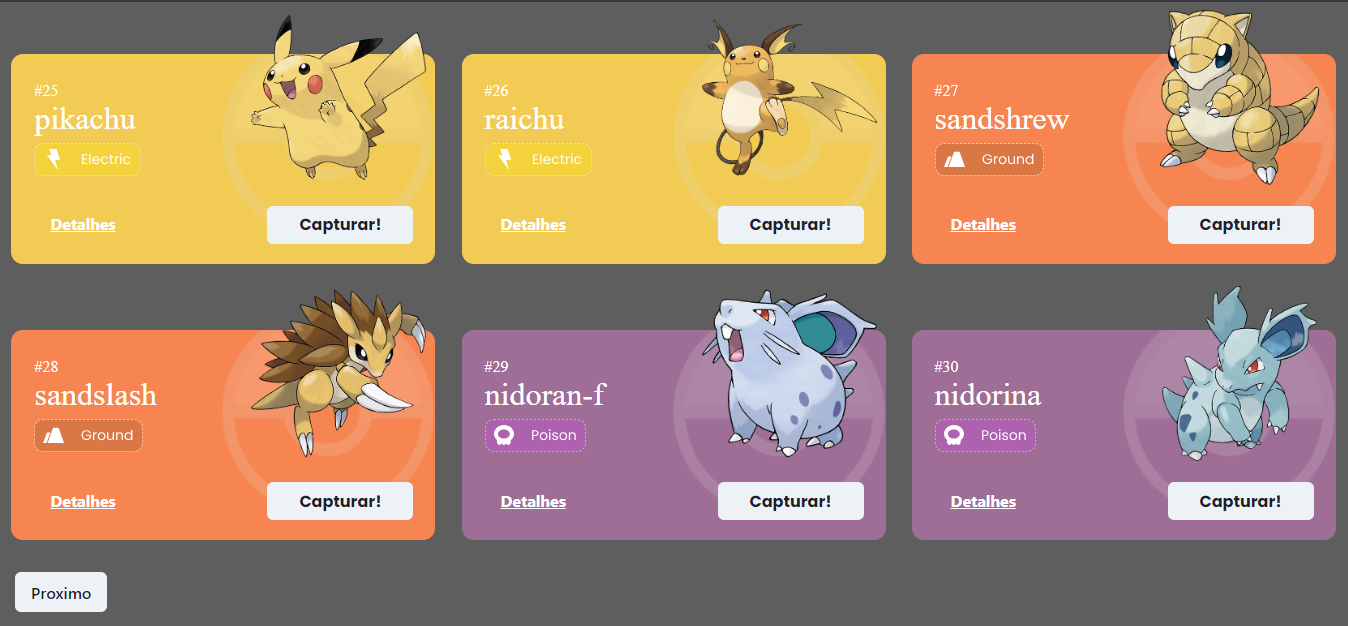 #25
pikachu
Electric
Detalhes
Capturar!
#26
raichu
Electric
Detalhes
Capturar!
#27
sandshrew
Ground
Detalhes
Capturar!
#28
sandslash
Ground
Detalhes
Capturar!
#29
nidoran-f
Poison
Detalhes
Capturar!
#30
nidorina
Poison
Detalhes
Capturar!
Proximo